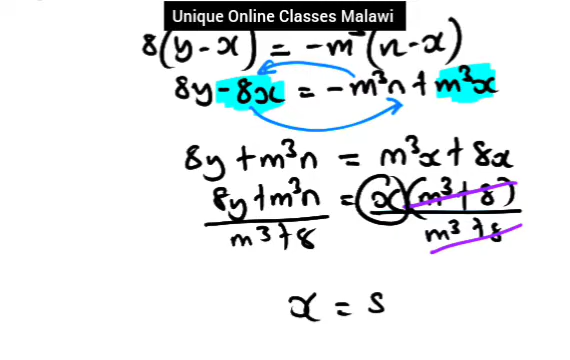 Unique Online Classes Malawi
8(y-x) = -m³(n-x)
8y-8x = -m³n+m³x
8y+m³n = m³x+8x
8y+m³n = x(m³+8)
m³+8 m³+8
x = 8